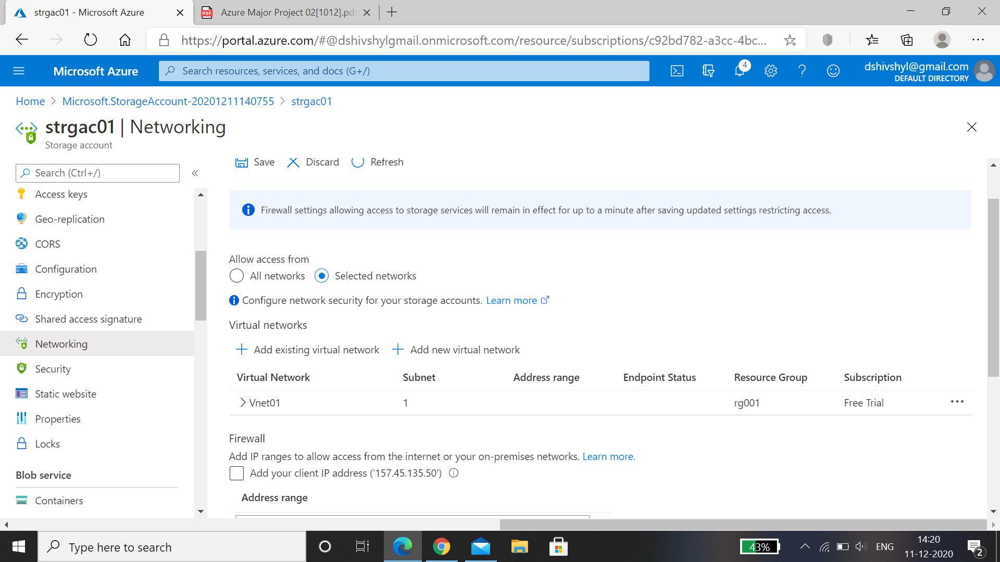 strgac01 - Microsoft Azure
PDF
Azure Major Project 02[1012].pdf
https://portal.azure.com/#@dshivshylgmail.onmicrosoft.com/resource/subscriptions/c92bd782-a3cc-4bc...
Microsoft Azure
Search resources, services, and docs (G+/)
4
dshivshyl@gmail.com
DEFAULT DIRECTORY
Home > Microsoft.StorageAccount-20201211140755 > strgac01
strgac01 | Networking
Storage account
Search (Ctrl+/)
«
Access keys
Geo-replication
CORS
Configuration
Encryption
Shared access signature
Networking
Security
Static website
Properties
Locks
Blob service
Containers
Save
Discard
Refresh
Firewall settings allowing access to storage services will remain in effect for up to a minute after saving updated settings restricting access.
Allow access from
All networks
Selected networks
Configure network security for your storage accounts. Learn more
Virtual networks
Add existing virtual network
Add new virtual network
Virtual Network Subnet Address range Endpoint Status Resource Group Subscription
Vnet01 1 rg001 Free Trial ...
Firewall
Add IP ranges to allow access from the internet or your on-premises networks. Learn more.
Add your client IP address ('157.45.135.50')
Address range
Type here to search
43%
ENG
14:20
11-12-2020
2